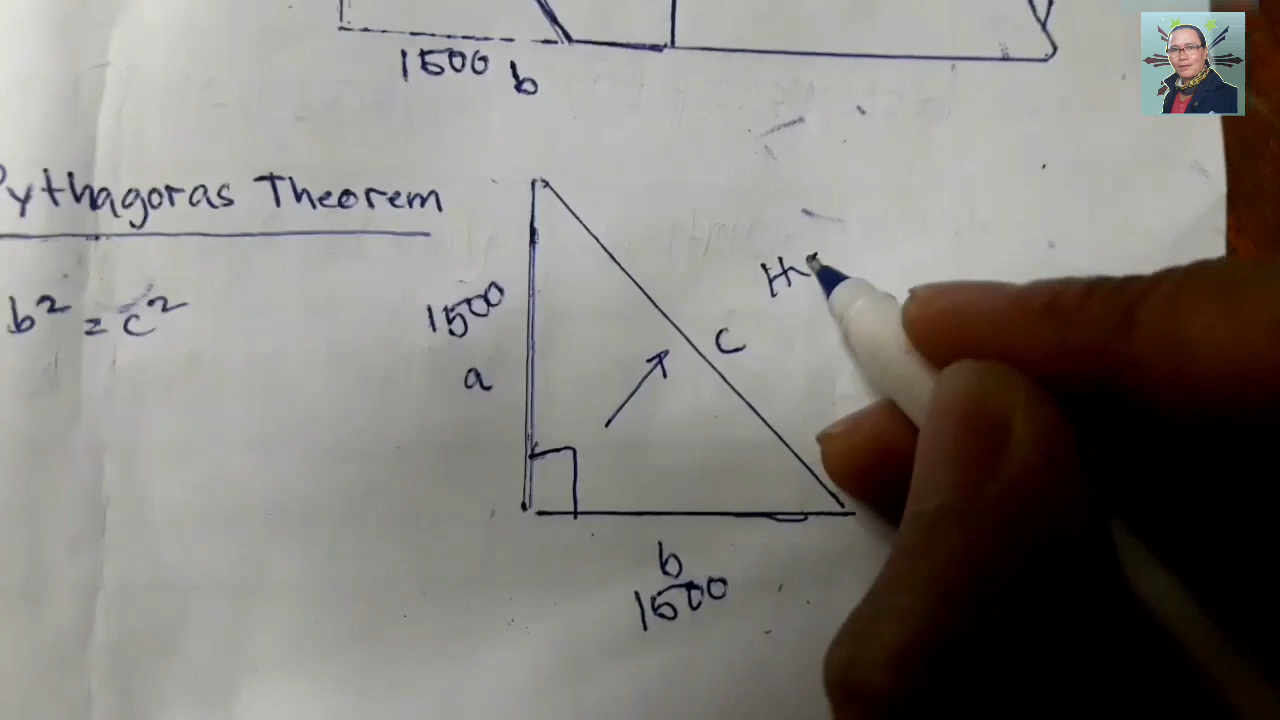 1500
b
Pythagoras Theorem
b² = c²
1500
a
c
b
1500